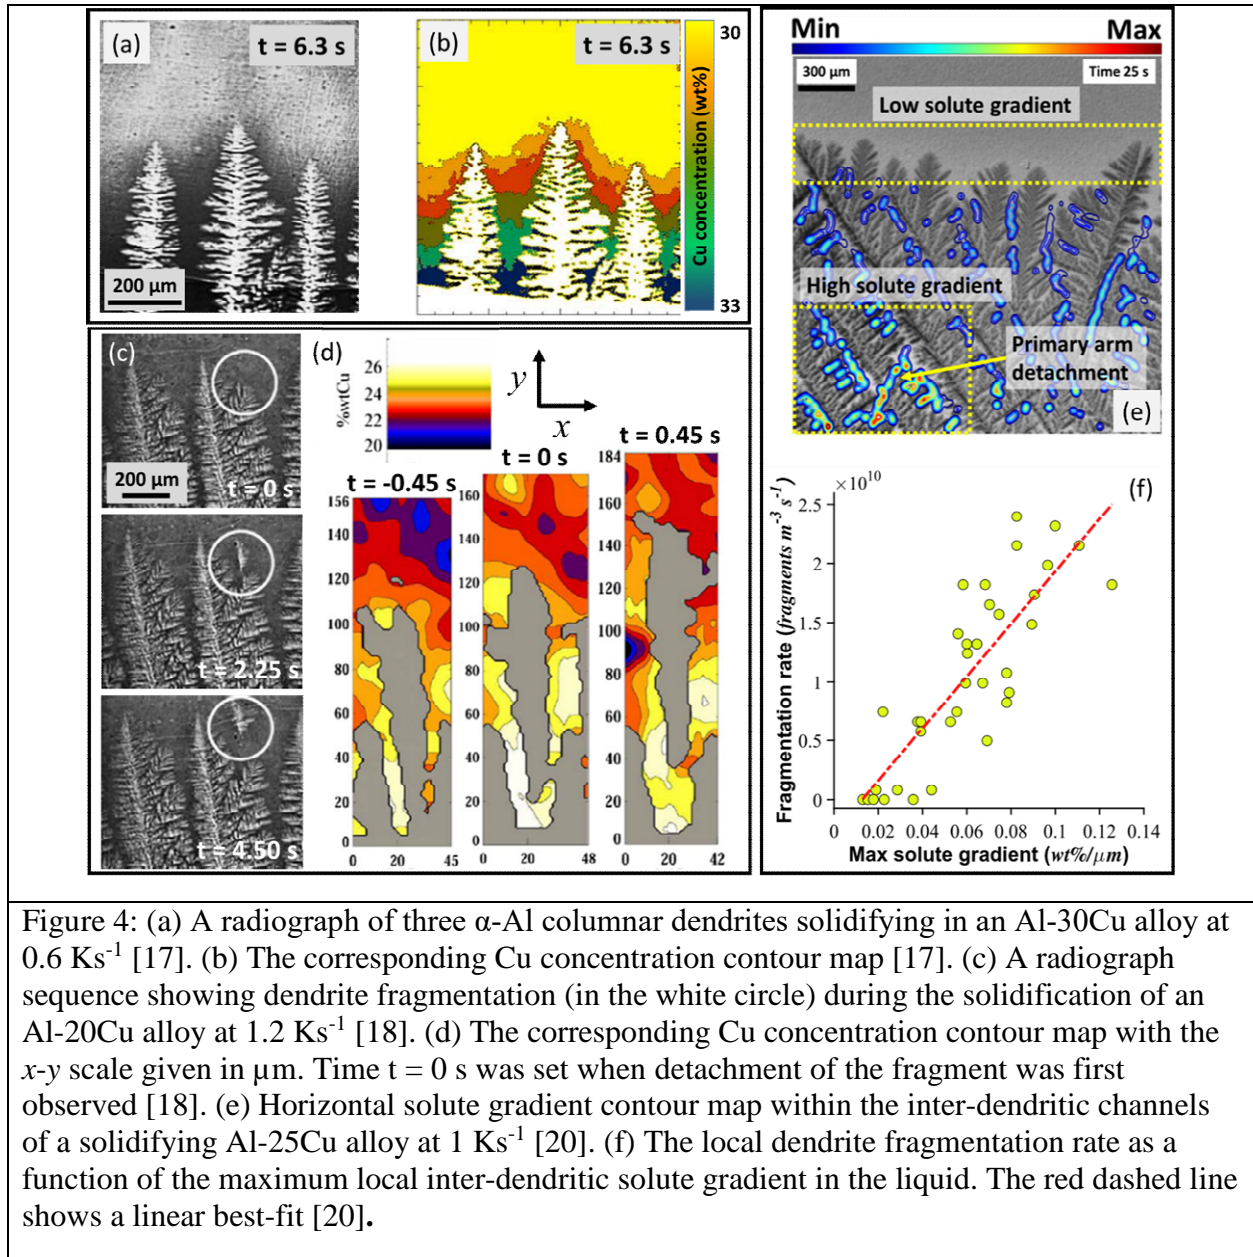 (a)
t = 6.3 s
200 µm
(b)
t = 6.3 s
30
Cu concentration (wt%)
33
(c)
t = 0 s
200 µm
t = 2.25 s
t = 4.50 s
(d)
%wtCu
26
24
22
20
y
x
t = -0.45 s
156
140
120
100
80
60
40
20
0
0
20
45
t = 0 s
160
140
120
100
80
60
40
20
0
0
20
48
t = 0.45 s
184
160
140
120
100
80
60
40
20
0
0
20
42
Min
Max
300 µm
Time 25 s
Low solute gradient
High solute gradient
Primary arm
detachment
(e)
×10¹⁰
(f)
Fragmentation rate (fragments m⁻³ s⁻¹)
2.5
2
1.5
1
0.5
0
0 0.02 0.04 0.06 0.08 0.1 0.12 0.14
Max solute gradient (wt%/µm)
Figure 4: (a) A radiograph of three α-Al columnar dendrites solidifying in an Al-30Cu alloy at
0.6 Ks⁻¹ [17]. (b) The corresponding Cu concentration contour map [17]. (c) A radiograph
sequence showing dendrite fragmentation (in the white circle) during the solidification of an
Al-20Cu alloy at 1.2 Ks⁻¹ [18]. (d) The corresponding Cu concentration contour map with the
x-y scale given in µm. Time t = 0 s was set when detachment of the fragment was first
observed [18]. (e) Horizontal solute gradient contour map within the inter-dendritic channels
of a solidifying Al-25Cu alloy at 1 Ks⁻¹ [20]. (f) The local dendrite fragmentation rate as a
function of the maximum local inter-dendritic solute gradient in the liquid. The red dashed line
shows a linear best-fit [20].